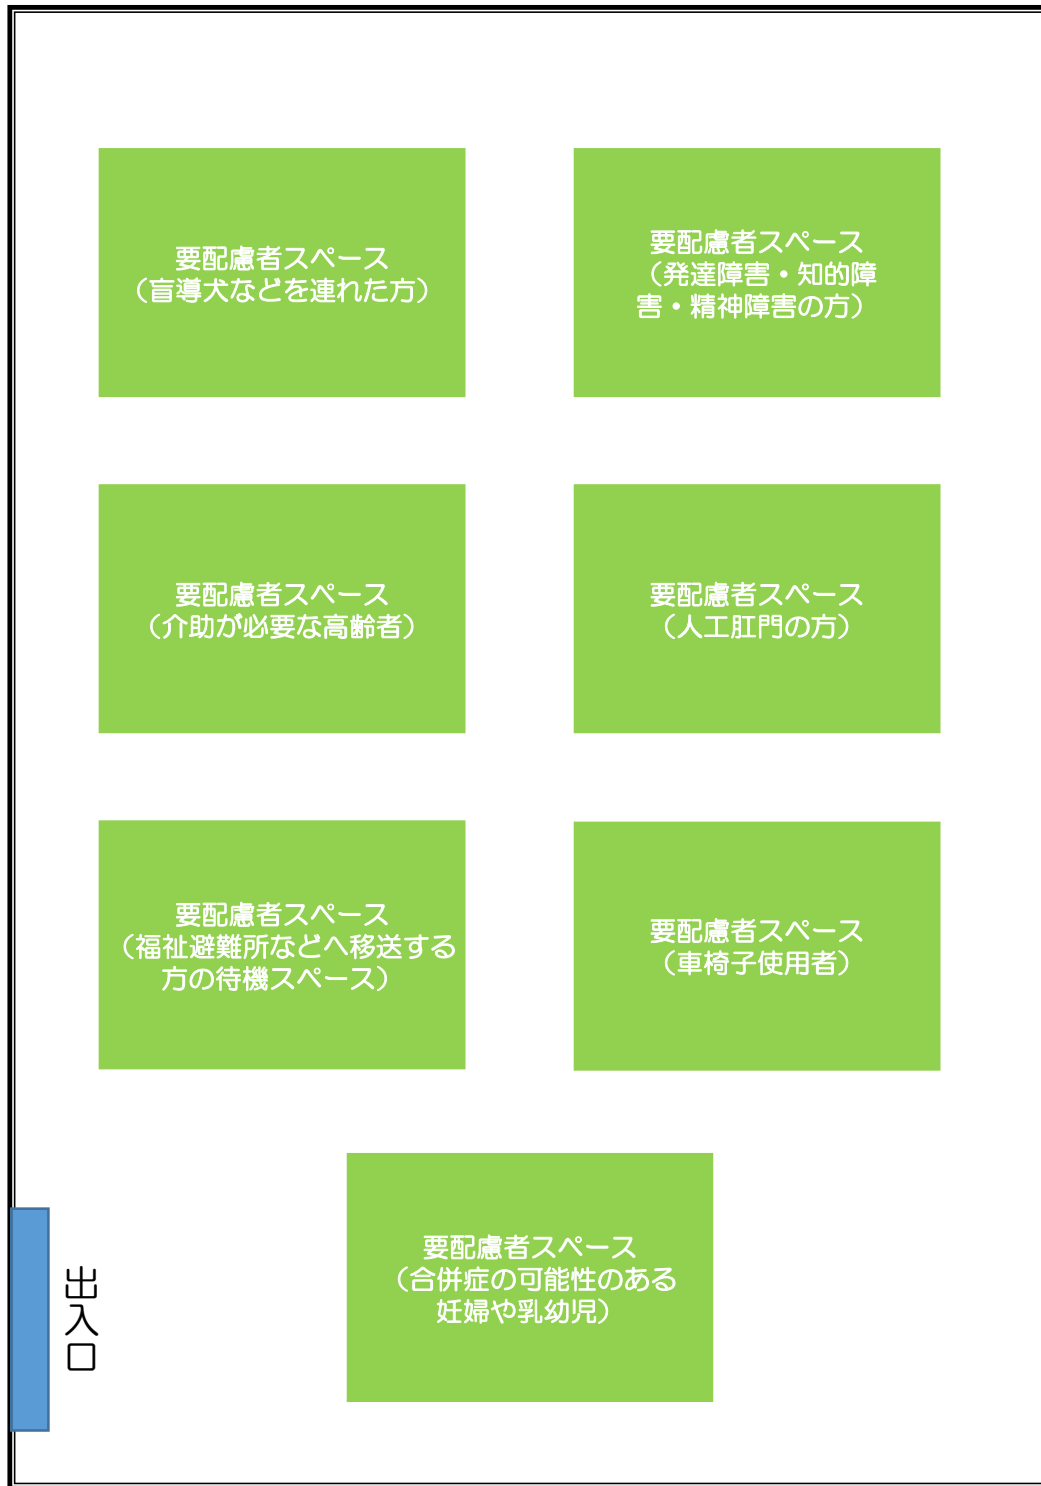 要配慮者スペース
（盲導犬などを連れた方）
要配慮者スペース
（発達障害・知的障
害・精神障害の方）
要配慮者スペース
（介助が必要な高齢者）
要配慮者スペース
（人工肛門の方）
要配慮者スペース
（福祉避難所などへ移送する
方の待機スペース）
要配慮者スペース
（車椅子使用者）
要配慮者スペース
（合併症の可能性のある
妊婦や乳幼児）
出入口